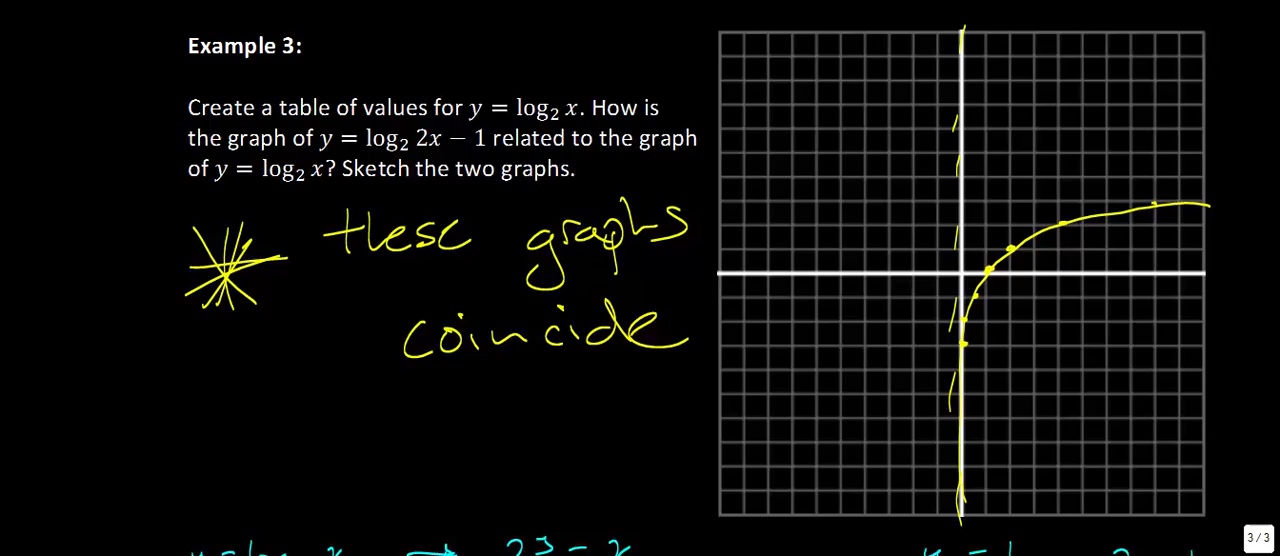 Example 3:
Create a table of values for y = log₂ x. How is
the graph of y = log₂ 2x − 1 related to the graph
of y = log₂ x? Sketch the two graphs.
these graphs
coincide
3/3